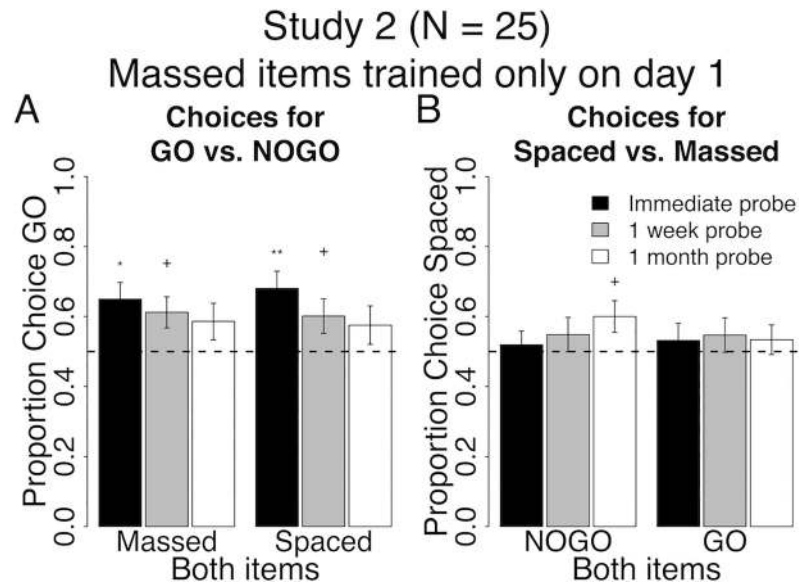 Study 2 (N = 25)
Massed items trained only on day 1
A
Choices for
GO vs. NOGO
Proportion Choice GO
1.0
0.8
0.6
0.4
0.2
0.0
*
+
**
+
Massed
Spaced
Both items
B
Choices for
Spaced vs. Massed
Proportion Choice Spaced
1.0
0.8
0.6
0.4
0.2
0.0
Immediate probe
1 week probe
1 month probe
+
NOGO
GO
Both items